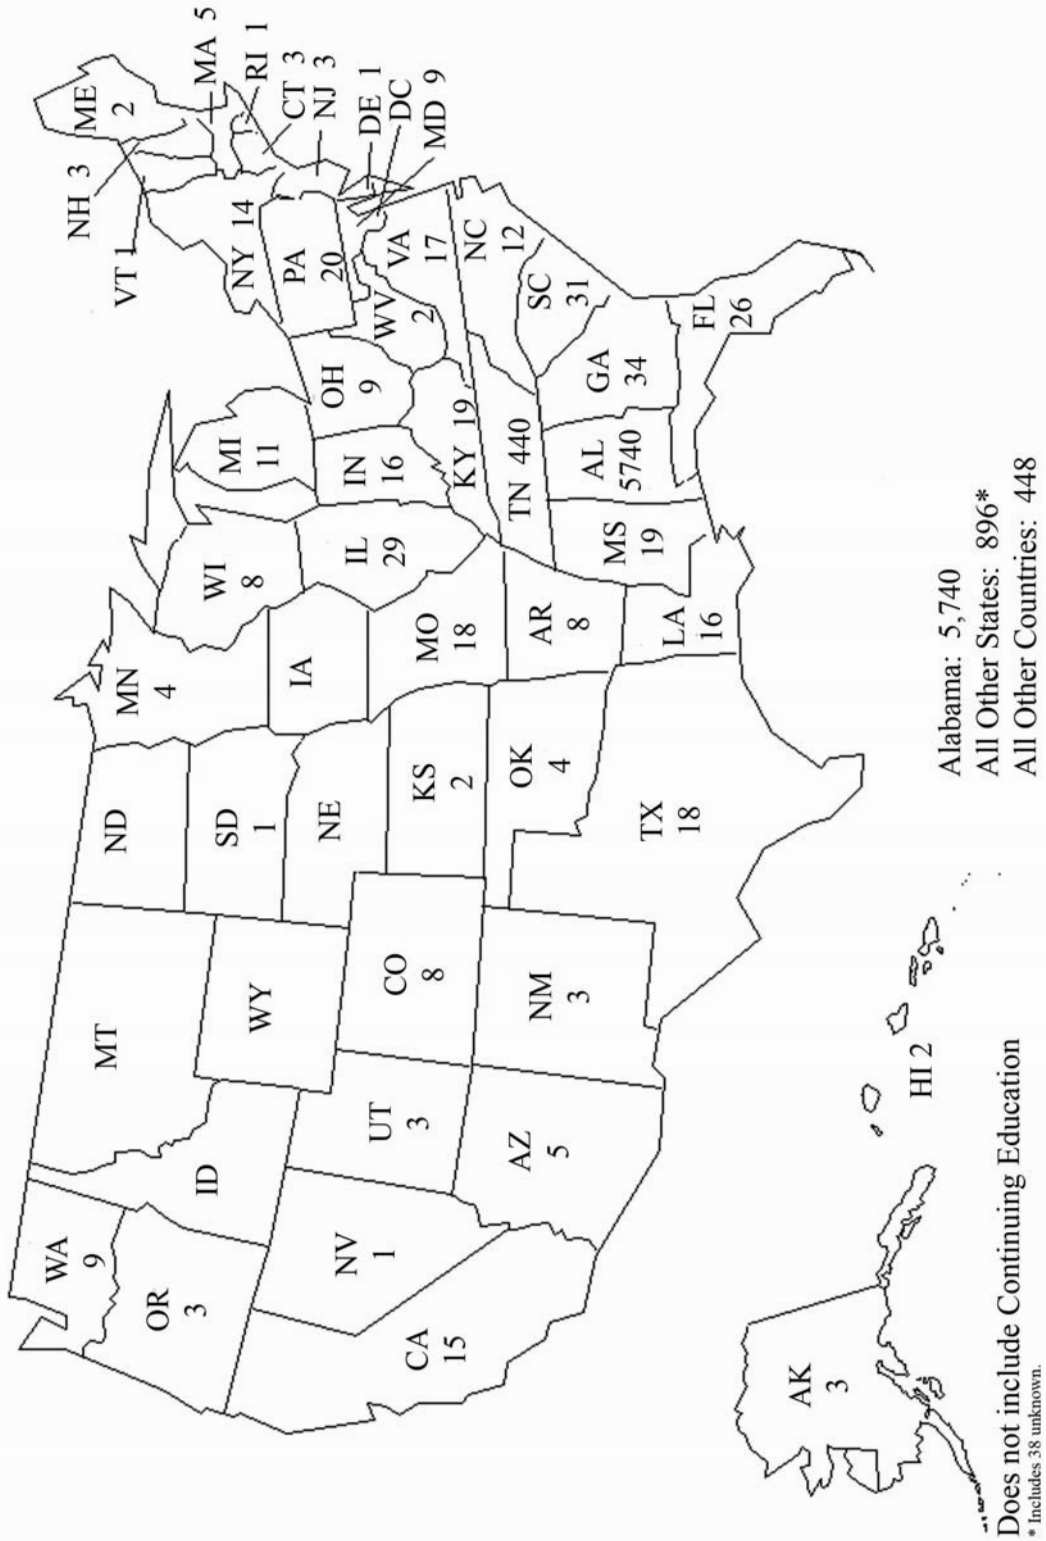 WA
9
OR
3
CA
15
NV
1
ID
MT
WY
UT
3
AZ
5
CO
8
NM
3
ND
SD
1
NE
KS
2
OK
4
TX
18
MN
4
IA
MO
18
AR
8
LA
16
WI
8
IL
29
MS
19
MI
11
IN
16
KY 19
TN 440
AL
5740
OH
9
GA
34
FL
26
SC
31
NC
12
WV
2
VA
17
PA
20
NY 14
VT 1
NH 3
ME
2
MA 5
RI 1
CT 3
NJ 3
DE 1
DC
MD 9
AK
3
HI 2
Alabama: 5,740
All Other States: 896*
All Other Countries: 448
Does not include Continuing Education
* Includes 38 unknown.